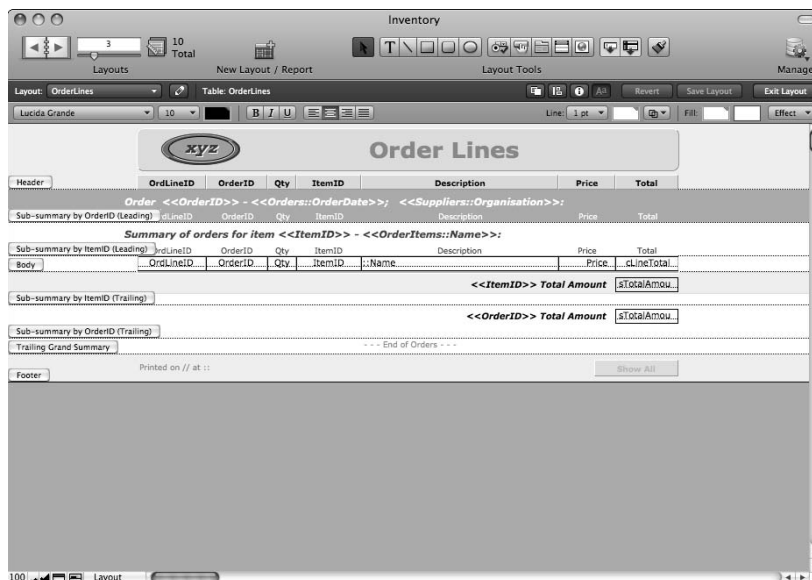 Inventory
3
10
Total
Layouts
New Layout / Report
Layout Tools
Manage
Layout: OrderLines
Table: OrderLines
Aa
Revert
Save Layout
Exit Layout
Lucida Grande
10
B I U
Line: 1 pt
Fill:
Effect
xyz
Order Lines
Header
OrdLineID OrderID Qty ItemID Description Price Total
Order <<OrderID>> - <<Orders::OrderDate>>; <<Suppliers::Organisation>>:
Sub-summary by OrderID (Leading)
dLineID OrderID Qty ItemID Description Price Total
Summary of orders for item <<ItemID>> - <<OrderItems::Name>>:
Sub-summary by ItemID (Leading)
rdLineID OrderID Qty ItemID Description Price Total
Body
OrdLineID OrderID Qty ItemID ::Name Price cLineTotal
<<ItemID>> Total Amount sTotalAmou...
Sub-summary by ItemID (Trailing)
<<OrderID>> Total Amount sTotalAmou...
Sub-summary by OrderID (Trailing)
Trailing Grand Summary
- - - End of Orders - - -
Printed on // at ::
Show All
Footer
100
Layout